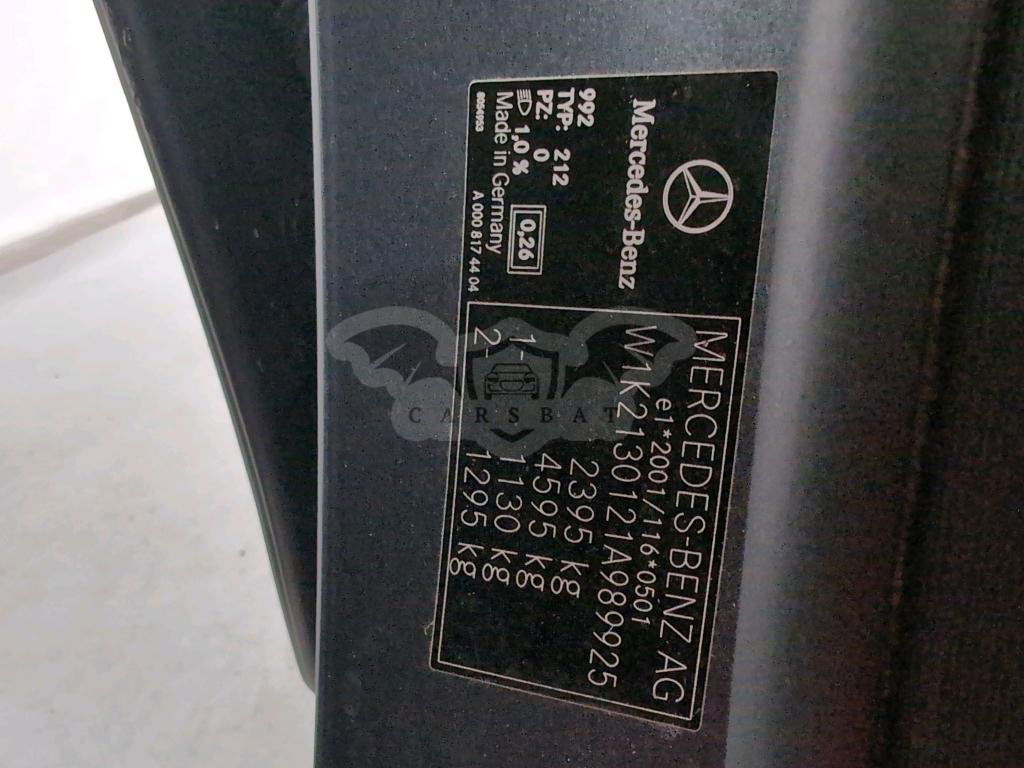 Mercedes-Benz
992
TYP: 212
PZ: 0
1,0 %
0,26
Made in Germany
6054953
A 000 817 44 04
MERCEDES-BENZ AG
e1*2001/116*0501
W1K2130121A989925
2395 kg
4595 kg
1- 1130 kg
2- 1295 kg
CARSBAT